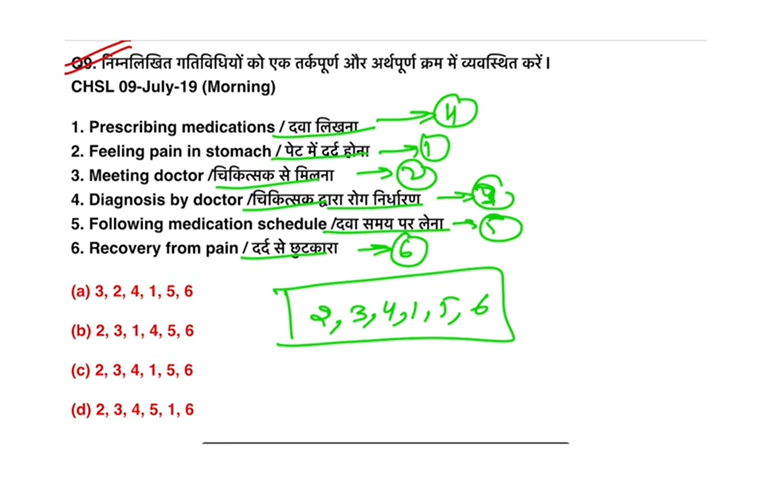 Q9. निम्नलिखित गतिविधियों को एक तर्कपूर्ण और अर्थपूर्ण क्रम में व्यवस्थित करें।
CHSL 09-July-19 (Morning)
1. Prescribing medications / दवा लिखना 4
2. Feeling pain in stomach / पेट में दर्द होना 1
3. Meeting doctor /चिकित्सक से मिलना 2
4. Diagnosis by doctor /चिकित्सक द्वारा रोग निर्धारण 3
5. Following medication schedule /दवा समय पर लेना 5
6. Recovery from pain / दर्द से छुटकारा 6
(a) 3, 2, 4, 1, 5, 6
2, 3, 4, 1, 5, 6
(b) 2, 3, 1, 4, 5, 6
(c) 2, 3, 4, 1, 5, 6
(d) 2, 3, 4, 5, 1, 6